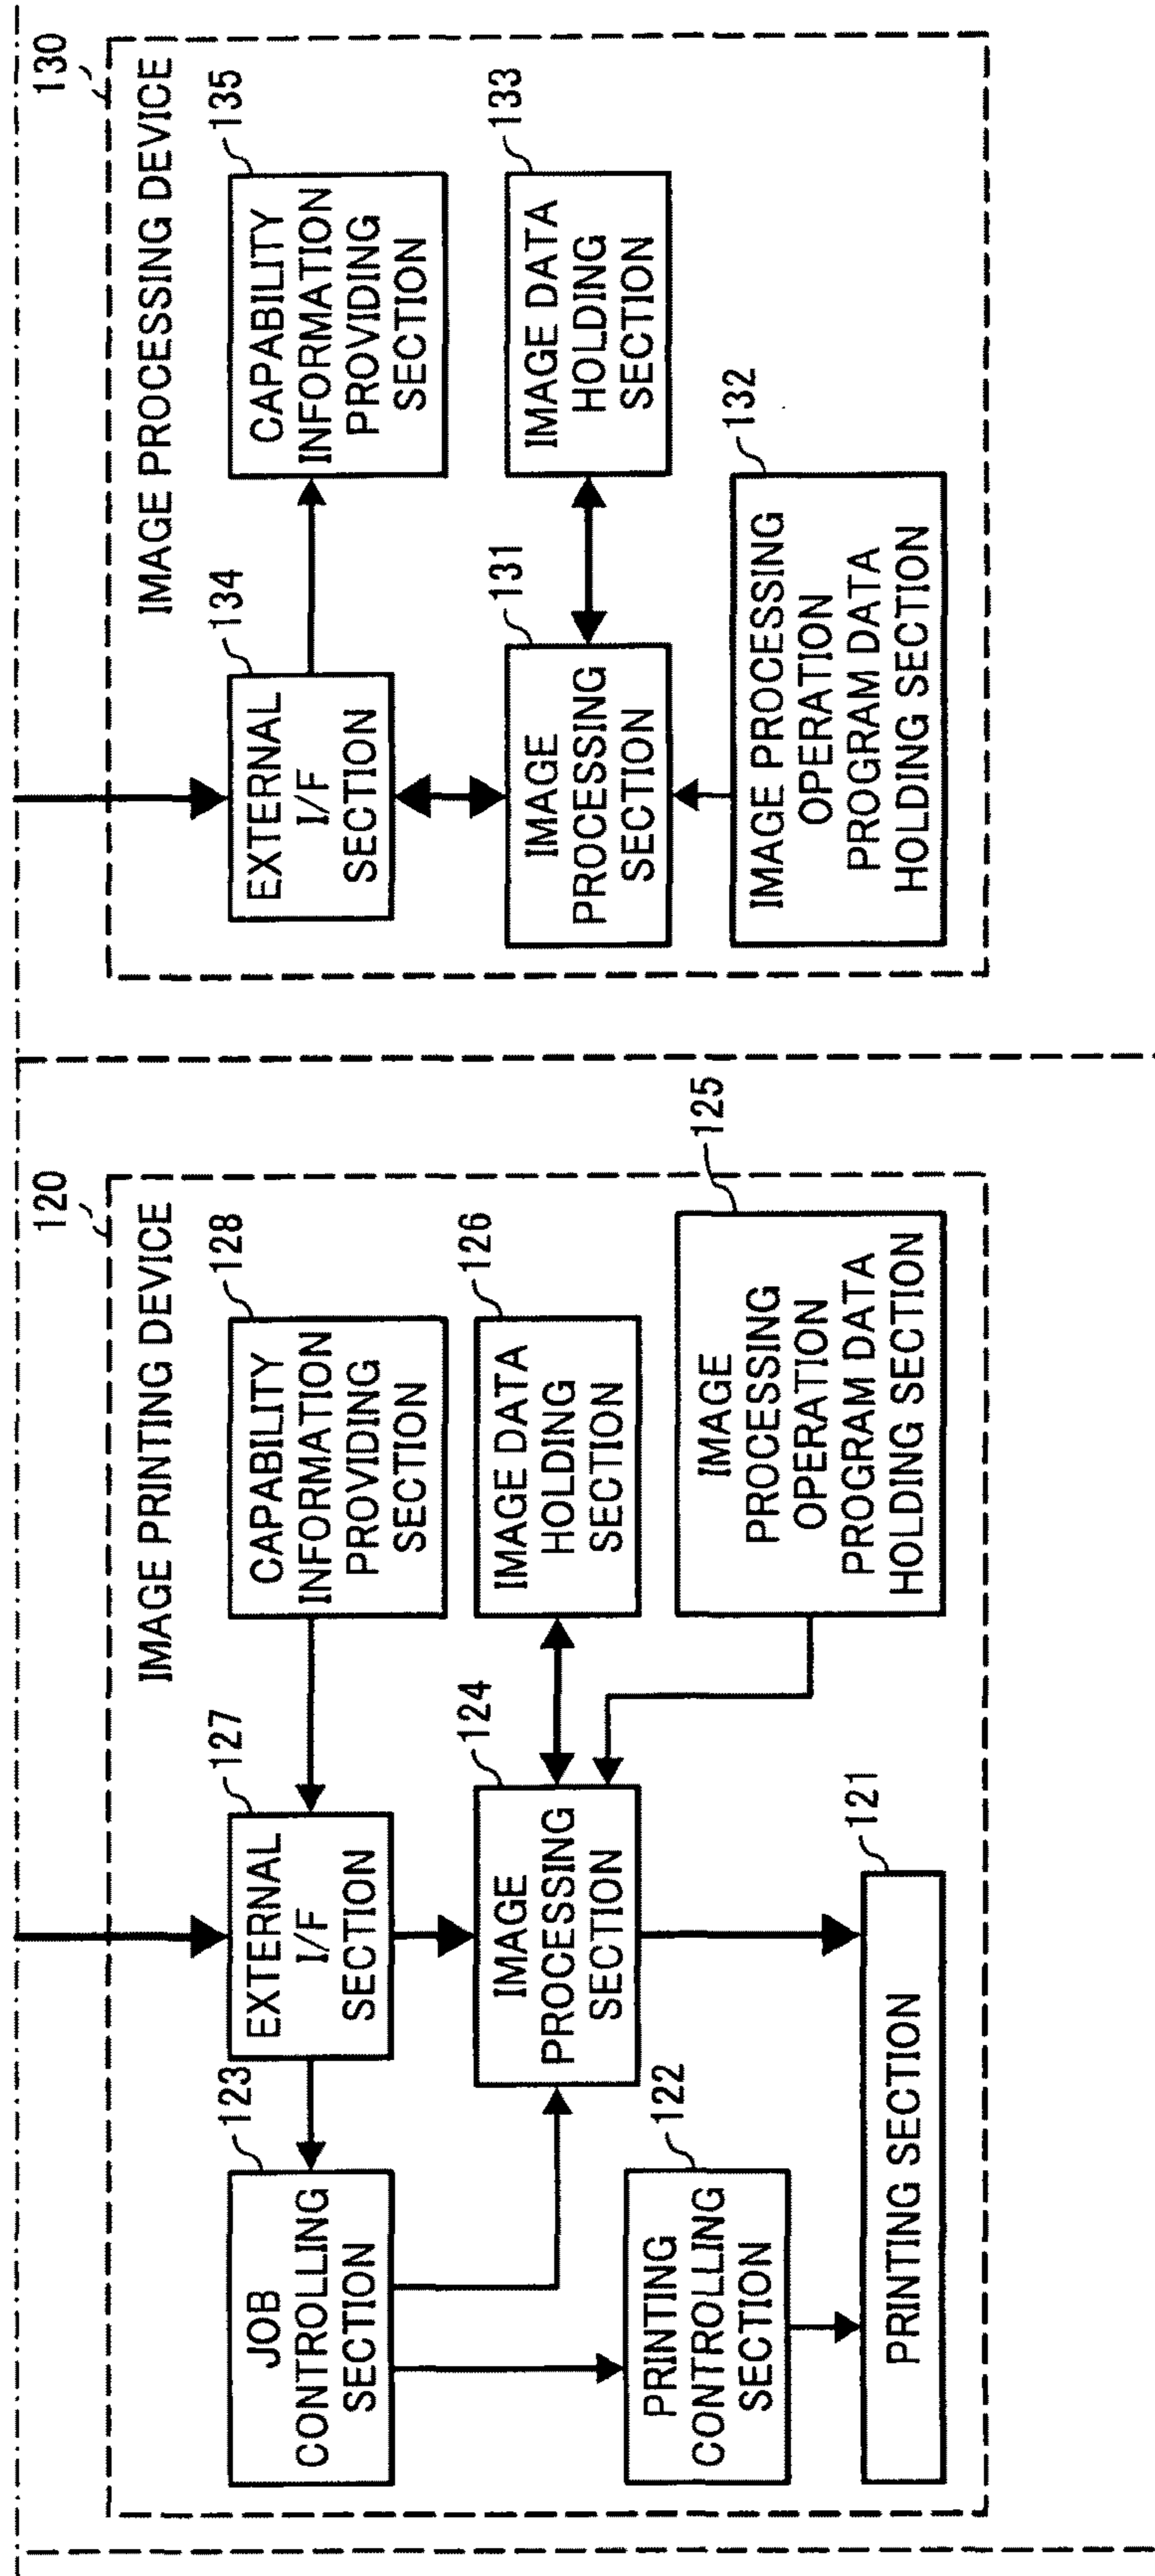 120
IMAGE PRINTING DEVICE
123
JOB
CONTROLLING
SECTION
127
EXTERNAL
I/F
SECTION
128
CAPABILITY
INFORMATION
PROVIDING
SECTION
124
IMAGE
PROCESSING
SECTION
126
IMAGE DATA
HOLDING
SECTION
122
PRINTING
CONTROLLING
SECTION
125
IMAGE
PROCESSING
OPERATION
PROGRAM DATA
HOLDING SECTION
121
PRINTING SECTION
130
IMAGE PROCESSING DEVICE
134
EXTERNAL
I/F
SECTION
135
CAPABILITY
INFORMATION
PROVIDING
SECTION
131
IMAGE
PROCESSING
SECTION
133
IMAGE DATA
HOLDING
SECTION
132
IMAGE PROCESSING
OPERATION
PROGRAM DATA
HOLDING SECTION